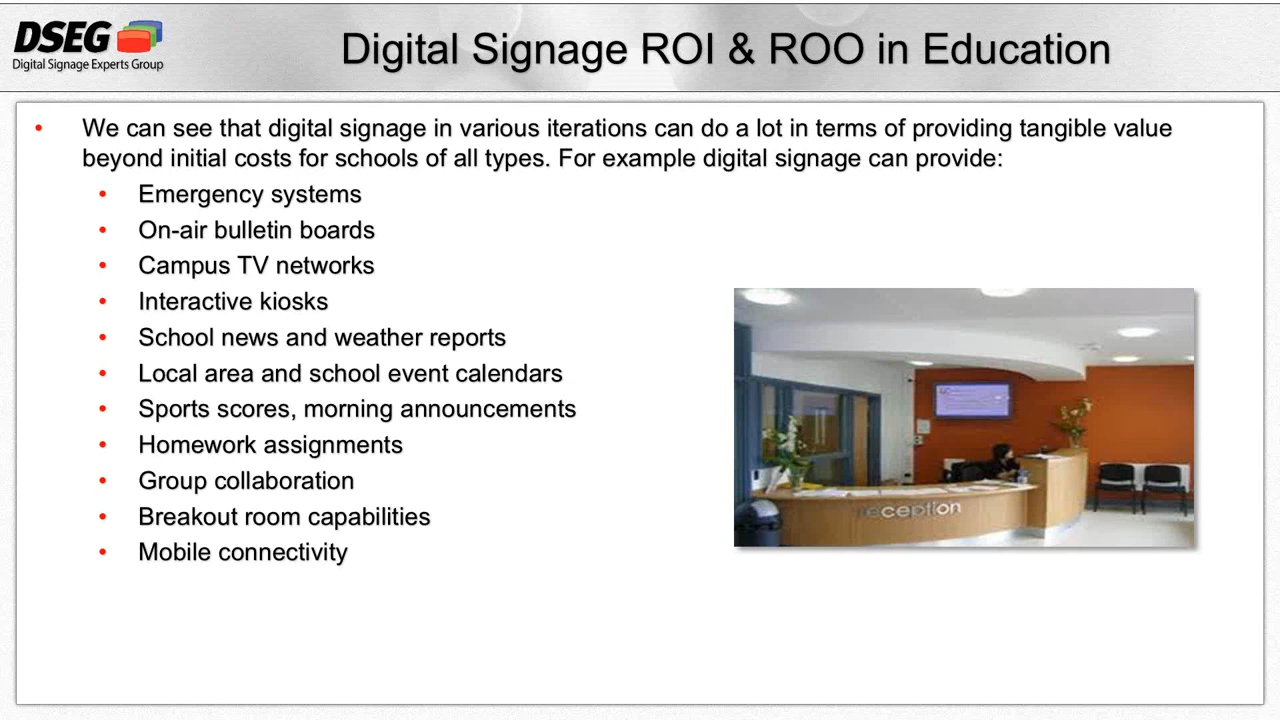 DSEG
Digital Signage Experts Group
Digital Signage ROI & ROO in Education
• We can see that digital signage in various iterations can do a lot in terms of providing tangible value
beyond initial costs for schools of all types. For example digital signage can provide:
• Emergency systems
• On-air bulletin boards
• Campus TV networks
• Interactive kiosks
• School news and weather reports
• Local area and school event calendars
• Sports scores, morning announcements
• Homework assignments
• Group collaboration
• Breakout room capabilities
• Mobile connectivity
reception